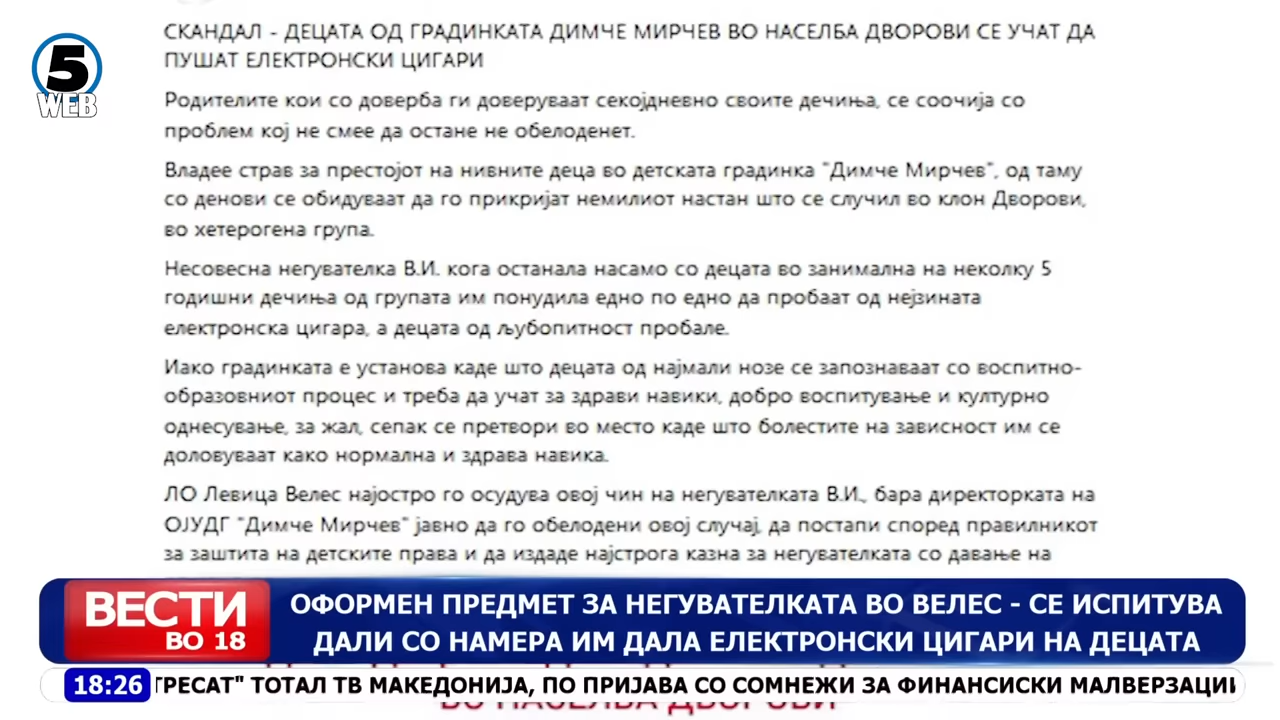 5
WEB
СКАНДАЛ - ДЕЦАТА ОД ГРАДИНКАТА ДИМЧЕ МИРЧЕВ ВО НАСЕЛБА ДВОРОВИ СЕ УЧАТ ДА
ПУШАТ ЕЛЕКТРОНСКИ ЦИГАРИ
Родителите кои со доверба ги доверуваат секојдневно своите дечиња, се соочија со
проблем кој не смее да остане не обелоденет.
Владее страв за престојот на нивните деца во детската градинка "Димче Мирчев", од таму
со денови се обидуваат да го прикријат немилиот настан што се случил во клон Дворови,
во хетерогена група.
Несовесна негувателка В.И. кога останала насамо со децата во занимална на неколку 5
годишни дечиња од групата им понудила едно по едно да пробаат од нејзината
електронска цигара, а децата од љубопитност пробале.
Иако градинката е установа каде што децата од најмали нозе се запознаваат со воспитно-
образовниот процес и треба да учат за здрави навики, добро воспитување и културно
однесување, за жал, сепак се претвори во место каде што болестите на зависност им се
доловуваат како нормална и здрава навика.
ЛО Левица Велес најостро го осудува овој чин на негувателката В.И., бара директорката на
ОЈУДГ "Димче Мирчев" јавно да го обелодени овој случај, да постапи според правилникот
за заштита на детските права и да издаде најстрога казна за негувателката со давање на
ВЕСТИ
ВО 18
ОФОРМЕН ПРЕДМЕТ ЗА НЕГУВАТЕЛКАТА ВО ВЕЛЕС - СЕ ИСПИТУВА
ДАЛИ СО НАМЕРА ИМ ДАЛА ЕЛЕКТРОНСКИ ЦИГАРИ НА ДЕЦАТА
18:26
ТРЕСАТ" ТОТАЛ ТВ МАКЕДОНИЈА, ПО ПРИЈАВА СО СОМНЕЖИ ЗА ФИНАНСИСКИ МАЛВЕРЗАЦИИ
ВО НАСЕЛБА ДВОРОВИ